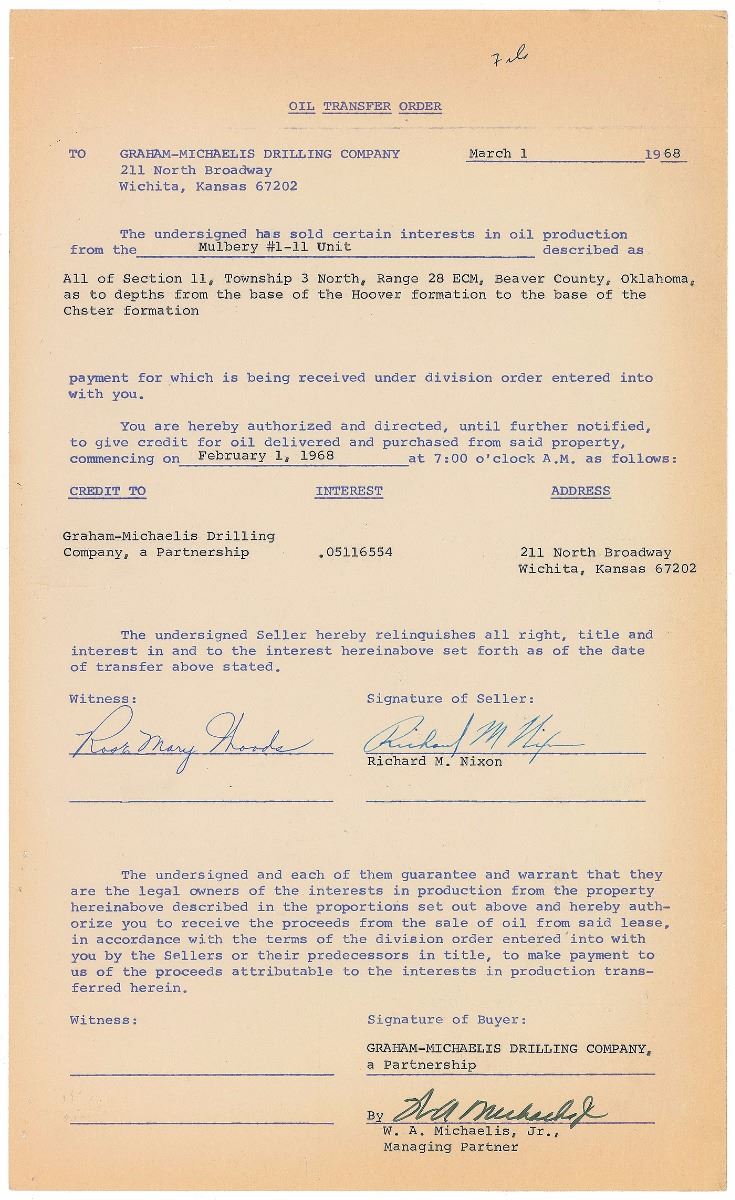 File
OIL TRANSFER ORDER
TO GRAHAM-MICHAELIS DRILLING COMPANY March 1 1968
211 North Broadway
Wichita, Kansas 67202
The undersigned has sold certain interests in oil production
from the Mulbery #1-11 Unit described as
All of Section 11, Township 3 North, Range 28 ECM, Beaver County, Oklahoma,
as to depths from the base of the Hoover formation to the base of the
Chster formation
payment for which is being received under division order entered into
with you.
You are hereby authorized and directed, until further notified,
to give credit for oil delivered and purchased from said property,
commencing on February 1, 1968 at 7:00 o'clock A.M. as follows:
CREDIT TO INTEREST ADDRESS
Graham-Michaelis Drilling
Company, a Partnership .05116554 211 North Broadway
Wichita, Kansas 67202
The undersigned Seller hereby relinquishes all right, title and
interest in and to the interest hereinabove set forth as of the date
of transfer above stated.
Witness: Signature of Seller:
Rose Mary Woods Richard M Nixon
Richard M. Nixon
The undersigned and each of them guarantee and warrant that they
are the legal owners of the interests in production from the property
hereinabove described in the proportions set out above and hereby auth-
orize you to receive the proceeds from the sale of oil from said lease,
in accordance with the terms of the division order entered into with
you by the Sellers or their predecessors in title, to make payment to
us of the proceeds attributable to the interests in production trans-
ferred herein.
Witness: Signature of Buyer:
GRAHAM-MICHAELIS DRILLING COMPANY,
a Partnership
By W A Michaelis Jr
W. A. Michaelis, Jr.,
Managing Partner